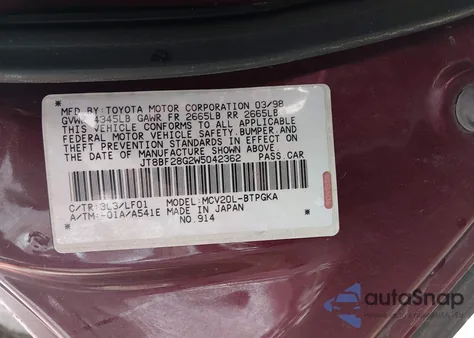 MFD. BY: TOYOTA MOTOR CORPORATION 03/98
GVWR 4345LB GAWR FR 2665LB RR 2665LB
THIS VEHICLE CONFORMS TO ALL APPLICABLE
FEDERAL MOTOR VEHICLE SAFETY, BUMPER, AND
THEFT PREVENTION STANDARDS IN EFFECT ON
THE DATE OF MANUFACTURE SHOWN ABOVE.
JT8BF28G2W5042362 PASS. CAR
C/TR: 3L3/LF01 MODEL: MCV20L-BTPGKA
A/TM: -01A/A541E MADE IN JAPAN
NO. 914
autoSnap